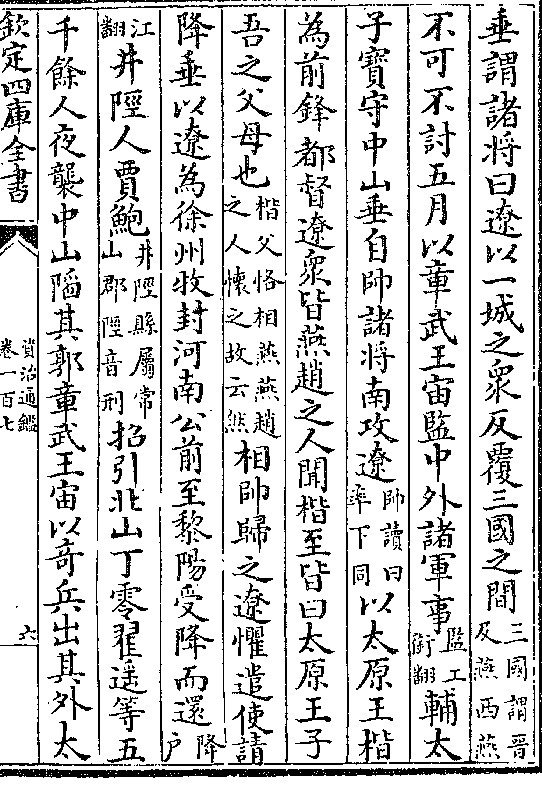 垂謂諸將曰遼以一城之衆反覆三國之間三國謂晉及燕西燕
不可不討五月以章武王宙監中外諸軍事監工銜翻輔太
子寶守中山垂自帥諸將南攻遼帥讀曰率下同以太原王楷
為前鋒都督遼衆皆燕趙之人聞楷至皆曰太原王子
吾之父母也楷父恪相燕燕趙之人懷之故云然相帥歸之遼懼遣使請
降垂以遼為徐州牧封河南公前至黎陽受降而還降户
江翻井陘人賈鮑井陘縣屬常山郡陘音刑招引北山丁零翟遥等五
千餘人夜襲中山陷其郭章武王宙以奇兵出其外太
欽定四庫全書
資治通鑑
卷一百七
六